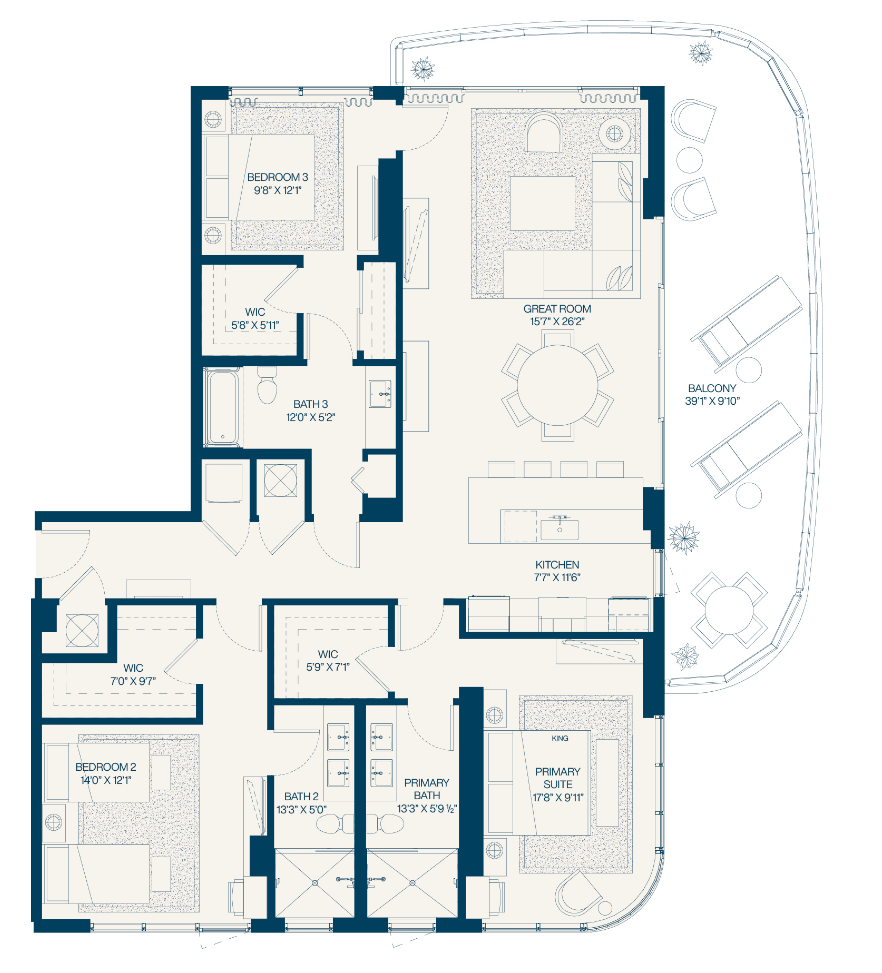 BEDROOM 3
9'8" X 12'1"
WIC
5'8" X 5'11"
GREAT ROOM
15'7" X 26'2"
BALCONY
39'1" X 9'10"
BATH 3
12'0" X 5'2"
KITCHEN
7'7" X 11'6"
WIC
7'0" X 9'7"
WIC
5'9" X 7'1"
BEDROOM 2
14'0" X 12'1"
BATH 2
13'3" X 5'0"
PRIMARY
BATH
13'3" X 5'9 ½"
KING
PRIMARY
SUITE
17'8" X 9'11"